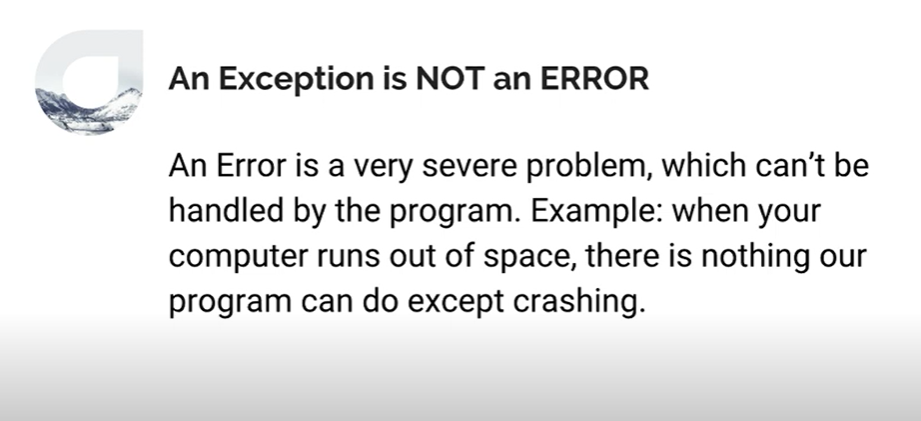 An Exception is NOT an ERROR
An Error is a very severe problem, which can’t be
handled by the program. Example: when your
computer runs out of space, there is nothing our
program can do except crashing.